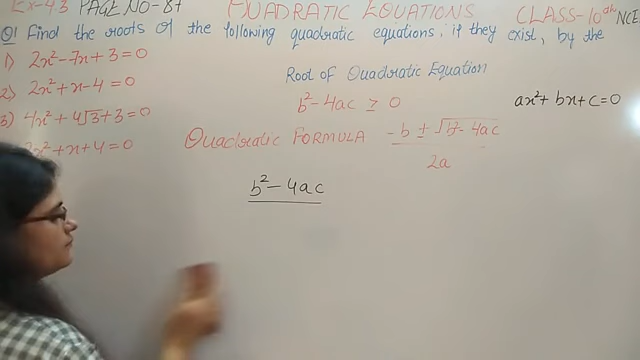 Ex-4.3 PAGE NO-87 QUADRATIC EQUATIONS CLASS-10th NCE
Q1 Find the roots of the following quadratic equations, if they exist, by the
1) 2x²-7x+3=0
2) 2x²+x-4=0
3) 4x²+4√3+3=0
2x²+x+4=0
Root of Quadratic Equation
b²-4ac ≥ 0
ax²+bx+c=0
QUADRATIC FORMULA -b ± √b²-4ac / 2a
b²-4ac